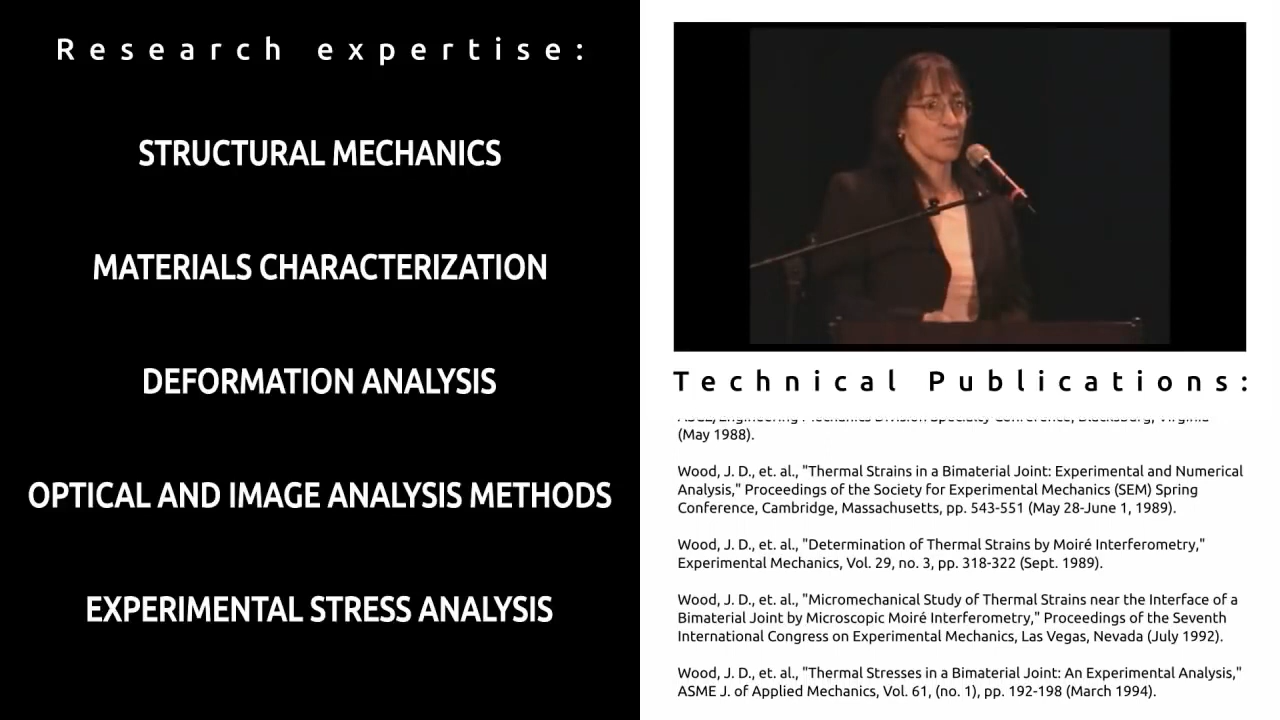 Research expertise:
STRUCTURAL MECHANICS
MATERIALS CHARACTERIZATION
DEFORMATION ANALYSIS
OPTICAL AND IMAGE ANALYSIS METHODS
EXPERIMENTAL STRESS ANALYSIS
Technical Publications:
(May 1988).
Wood, J. D., et. al., "Thermal Strains in a Bimaterial Joint: Experimental and Numerical
Analysis," Proceedings of the Society for Experimental Mechanics (SEM) Spring
Conference, Cambridge, Massachusetts, pp. 543-551 (May 28-June 1, 1989).
Wood, J. D., et. al., "Determination of Thermal Strains by Moiré Interferometry,"
Experimental Mechanics, Vol. 29, no. 3, pp. 318-322 (Sept. 1989).
Wood, J. D., et. al., "Micromechanical Study of Thermal Strains near the Interface of a
Bimaterial Joint by Microscopic Moiré Interferometry," Proceedings of the Seventh
International Congress on Experimental Mechanics, Las Vegas, Nevada (July 1992).
Wood, J. D., et. al., "Thermal Stresses in a Bimaterial Joint: An Experimental Analysis,"
ASME J. of Applied Mechanics, Vol. 61, (no. 1), pp. 192-198 (March 1994).